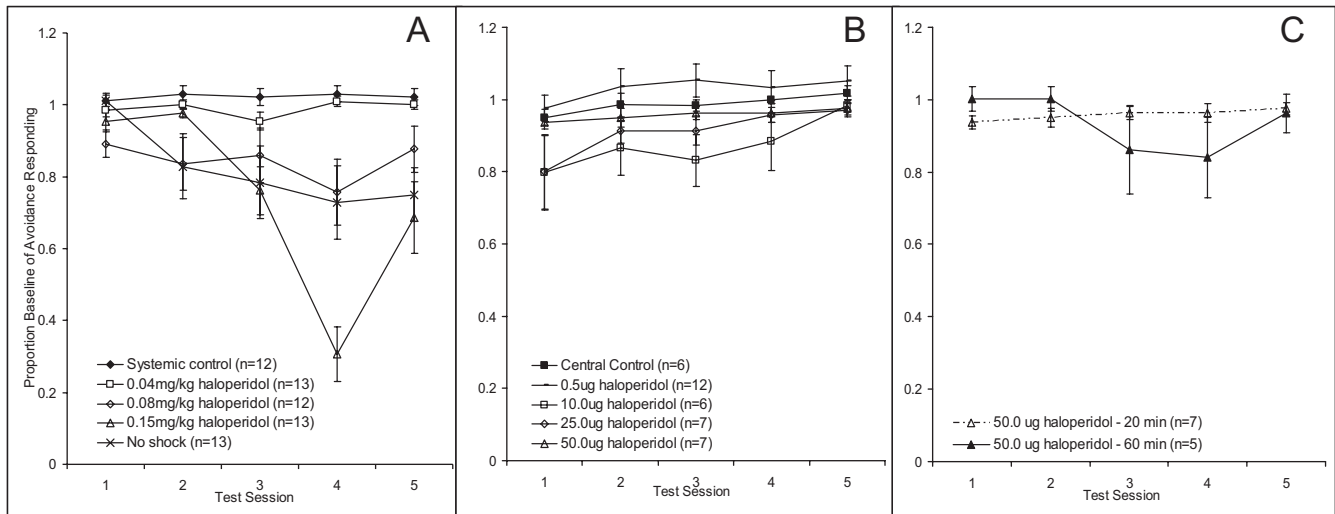 A
Proportion Baseline of Avoidance Responding
1.2
1
0.8
0.6
0.4
0.2
0
Systemic control (n=12)
0.04mg/kg haloperidol (n=13)
0.08mg/kg haloperidol (n=12)
0.15mg/kg haloperidol (n=13)
No shock (n=13)
1 2 3 4 5
Test Session
B
1.2
1
0.8
0.6
0.4
0.2
0
Central Control (n=6)
0.5ug haloperidol (n=12)
10.0ug haloperidol (n=6)
25.0ug haloperidol (n=7)
50.0ug haloperidol (n=7)
1 2 3 4 5
Test Session
C
1.2
1
0.8
0.6
0.4
0.2
0
50.0 ug haloperidol - 20 min (n=7)
50.0 ug haloperidol - 60 min (n=5)
1 2 3 4 5
Test Session